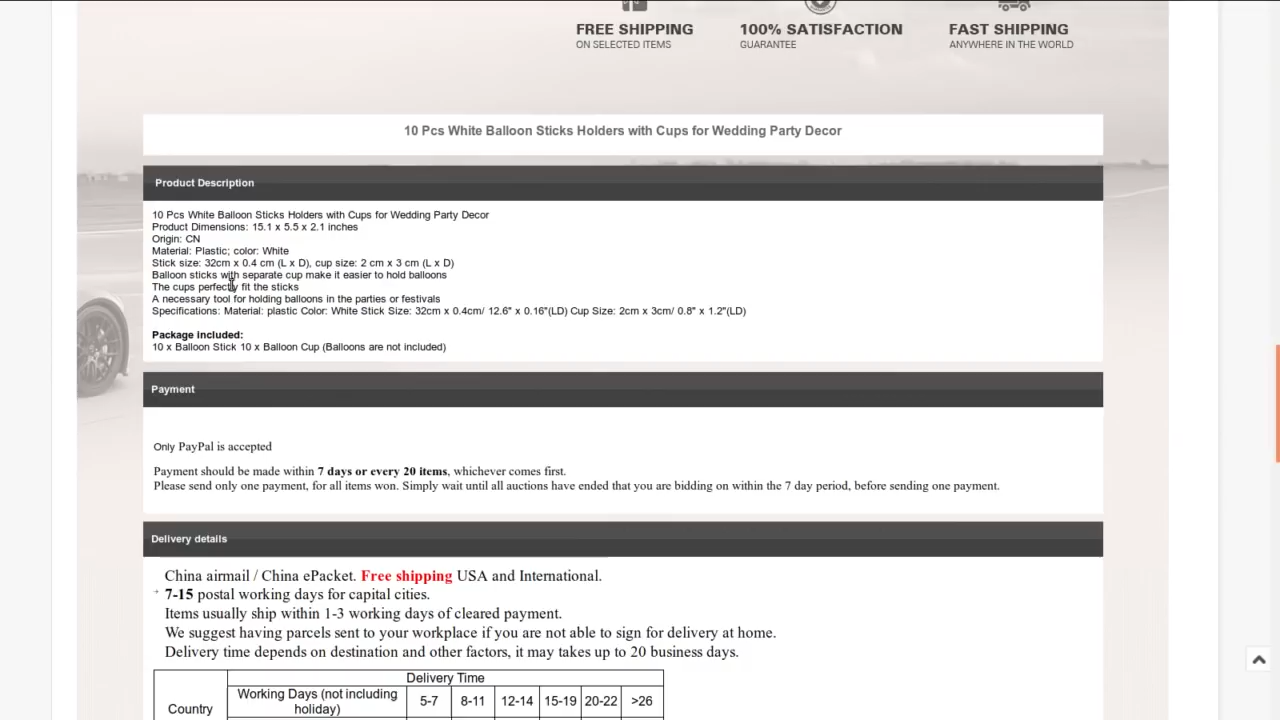 FREE SHIPPING
ON SELECTED ITEMS
100% SATISFACTION
GUARANTEE
FAST SHIPPING
ANYWHERE IN THE WORLD
10 Pcs White Balloon Sticks Holders with Cups for Wedding Party Decor
Product Description
10 Pcs White Balloon Sticks Holders with Cups for Wedding Party Decor
Product Dimensions: 15.1 x 5.5 x 2.1 inches
Origin: CN
Material: Plastic; color: White
Stick size: 32cm x 0.4 cm (L x D), cup size: 2 cm x 3 cm (L x D)
Balloon sticks with separate cup make it easier to hold balloons
The cups perfectly fit the sticks
A necessary tool for holding balloons in the parties or festivals
Specifications: Material: plastic Color: White Stick Size: 32cm x 0.4cm/ 12.6" x 0.16"(LD) Cup Size: 2cm x 3cm/ 0.8" x 1.2"(LD)
Package included:
10 x Balloon Stick 10 x Balloon Cup (Balloons are not included)
Payment
Only PayPal is accepted
Payment should be made within 7 days or every 20 items, whichever comes first.
Please send only one payment, for all items won. Simply wait until all auctions have ended that you are bidding on within the 7 day period, before sending one payment.
Delivery details
China airmail / China ePacket. Free shipping USA and International.
7-15 postal working days for capital cities.
Items usually ship within 1-3 working days of cleared payment.
We suggest having parcels sent to your workplace if you are not able to sign for delivery at home.
Delivery time depends on destination and other factors, it may takes up to 20 business days.
Delivery Time
Country
Working Days (not including holiday)
5-7
8-11
12-14
15-19
20-22
>26